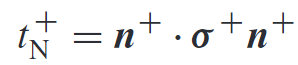 t_N^+ = n^+ · σ^+ n^+